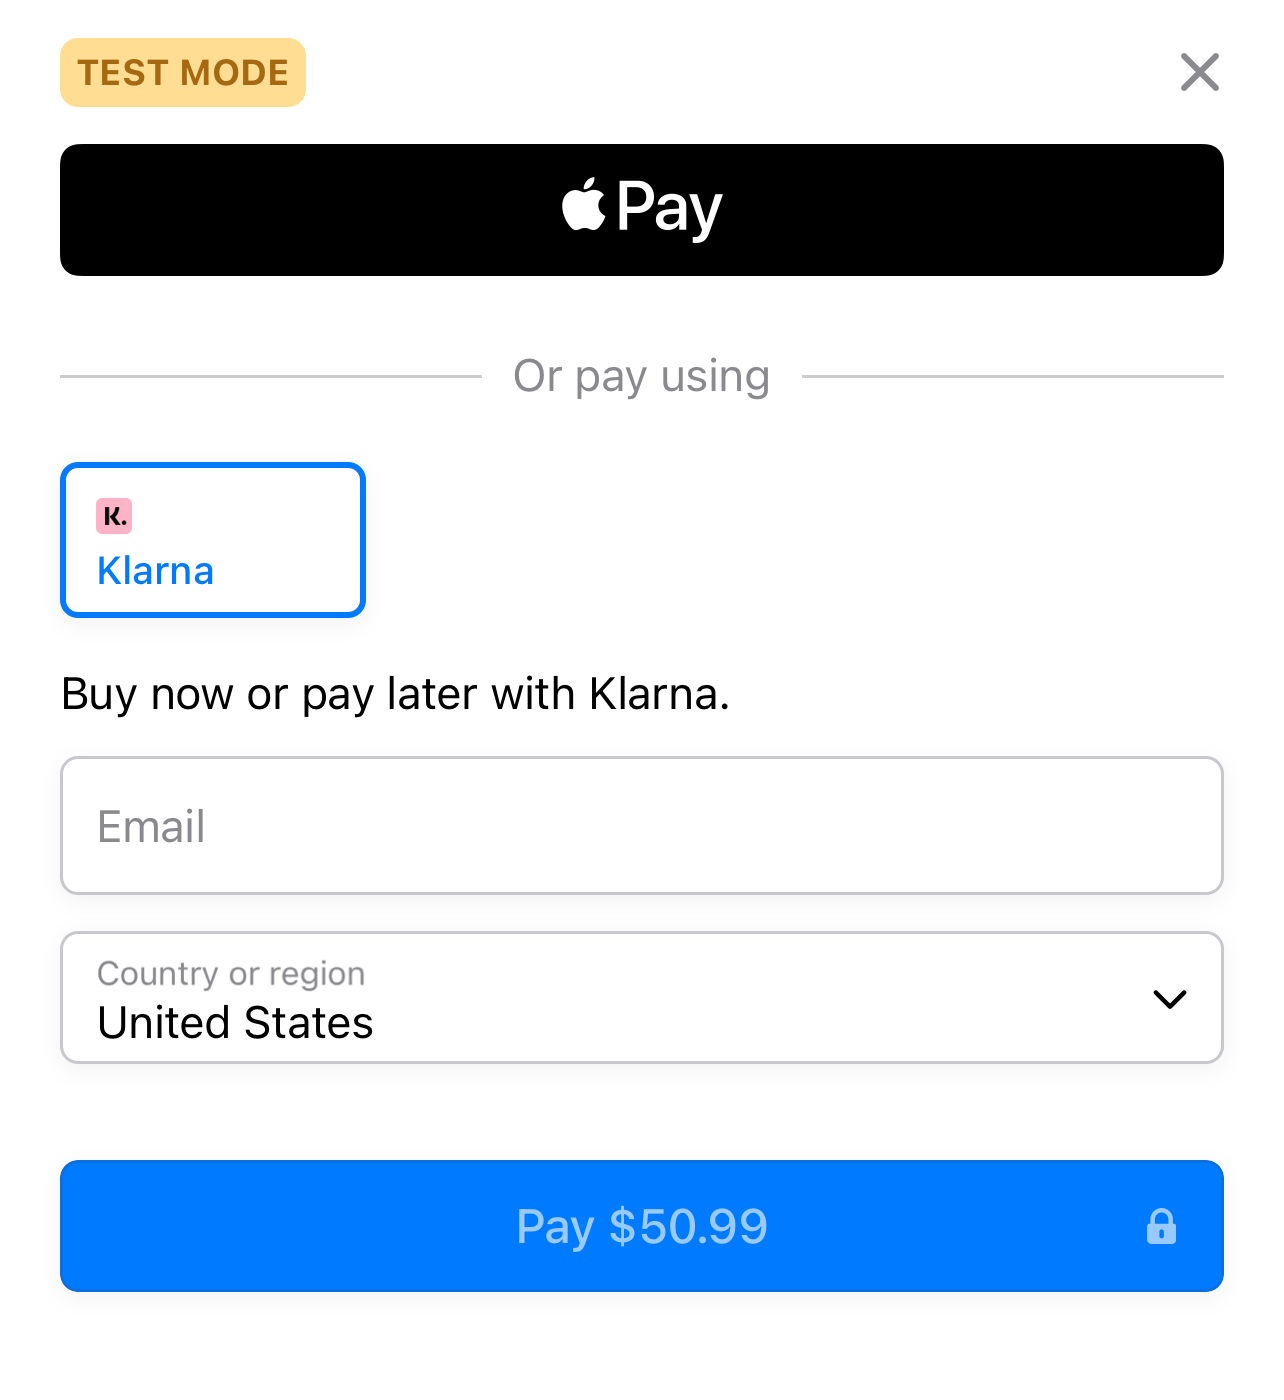 TEST MODE
Pay
Or pay using
K.
Klarna
Buy now or pay later with Klarna.
Email
Country or region
United States
Pay $50.99